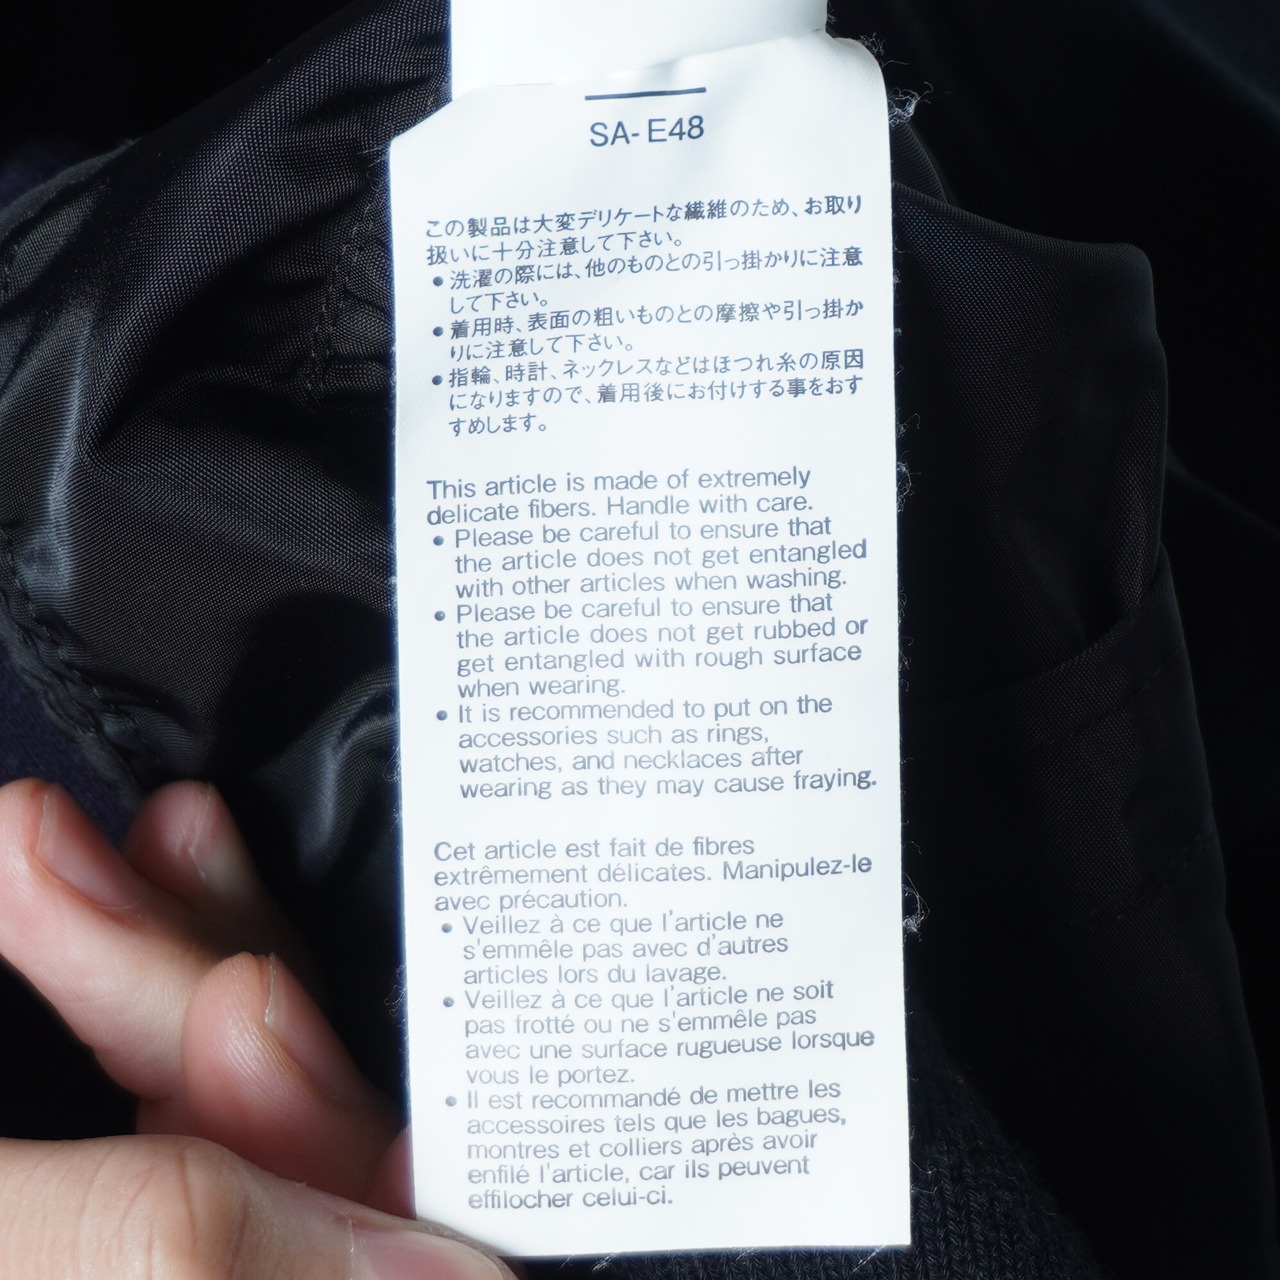 SA- E48
この製品は大変デリケートな繊維のため、お取り
扱いに十分注意して下さい。
● 洗濯の際には、他のものとの引っ掛かりに注意
して下さい。
● 着用時、表面の粗いものとの摩擦や引っ掛か
りに注意して下さい。
● 指輪、時計、ネックレスなどはほつれ糸の原因
になりますので、着用後にお付けする事をおす
すめします。
This article is made of extremely
delicate fibers. Handle with care.
● Please be careful to ensure that
the article does not get entangled
with other articles when washing.
● Please be careful to ensure that
the article does not get rubbed or
get entangled with rough surface
when wearing.
● It is recommended to put on the
accessories such as rings,
watches, and necklaces after
wearing as they may cause fraying.
Cet article est fait de fibres
extrêmement délicates. Manipulez-le
avec précaution.
● Veillez à ce que l'article ne
s'emmêle pas avec d'autres
articles lors du lavage.
● Veillez à ce que l'article ne soit
pas frotté ou ne s'emmêle pas
avec une surface rugueuse lorsque
vous le portez.
● Il est recommandé de mettre les
accessoires tels que les bagues,
montres et colliers après avoir
enfilé l'article, car ils peuvent
effilocher celui-ci.